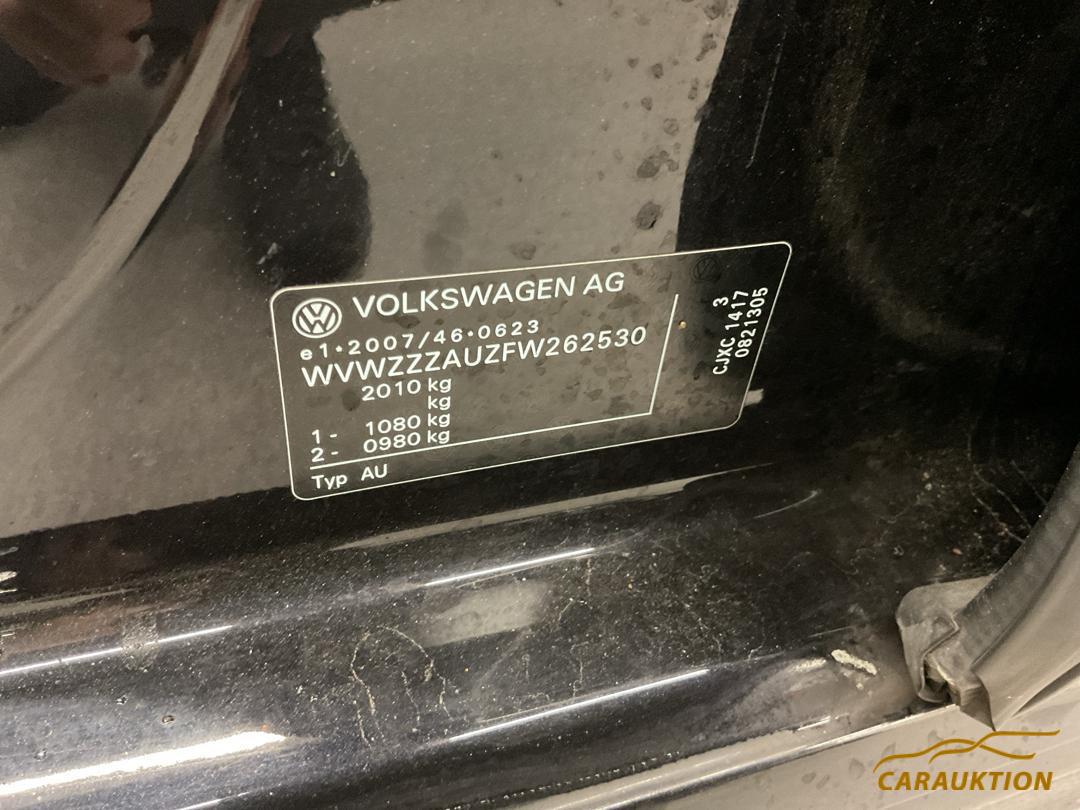 VOLKSWAGEN AG
e1*2007/46*0623
WVWZZZAUZFW262530
2010 kg
kg
1 - 1080 kg
2 - 0980 kg
Typ AU
3
CJXC 1417
0821305
CARAUKTION